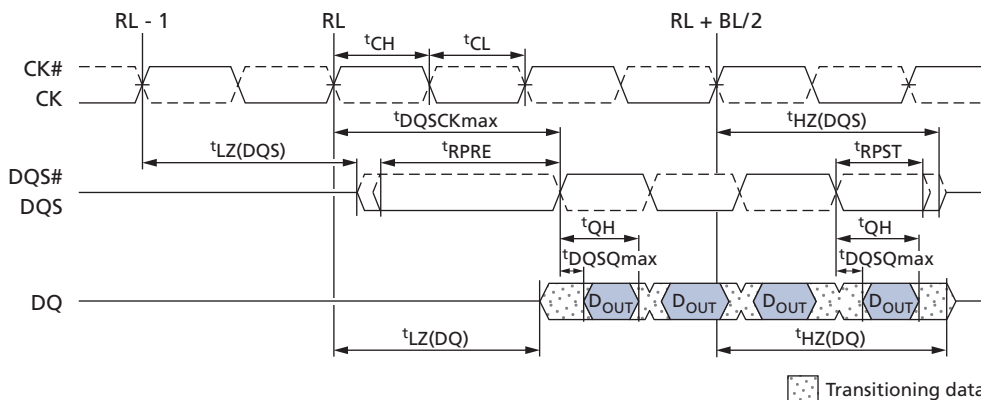 RL - 1 RL RL + BL/2
tCH tCL
CK#
CK
tDQSCKmax tHZ(DQS)
tLZ(DQS) tRPRE tRPST
DQS#
DQS
tQH tQH
tDQSQmax tDQSQmax
DQ DOUT DOUT DOUT DOUT
tLZ(DQ) tHZ(DQ)
Transitioning data